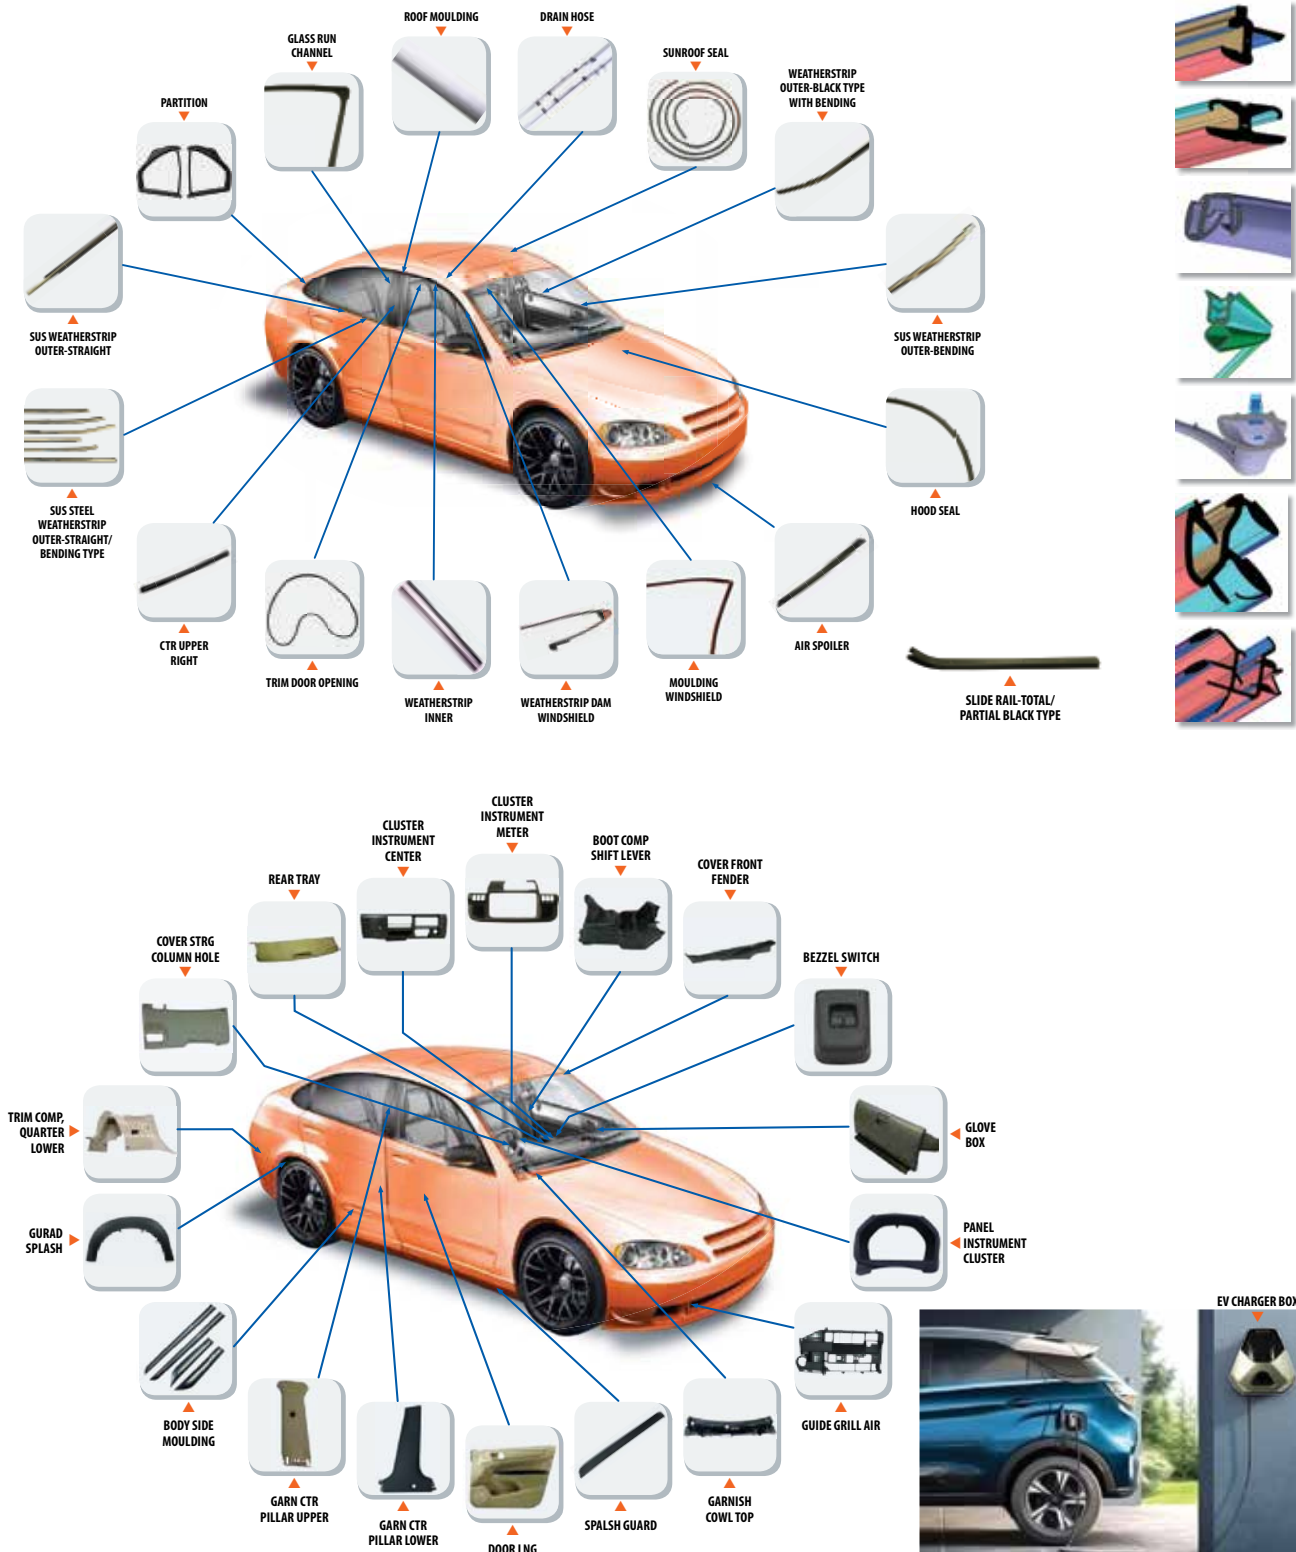 ROOF MOULDING
DRAIN HOSE
GLASS RUN
CHANNEL
SUNROOF SEAL
WEATHERSTRIP
OUTER-BLACK TYPE
WITH BENDING
PARTITION
SUS WEATHERSTRIP
OUTER-STRAIGHT
SUS WEATHERSTRIP
OUTER-BENDING
SUS STEEL
WEATHERSTRIP
OUTER-STRAIGHT/
BENDING TYPE
HOOD SEAL
CTR UPPER
RIGHT
TRIM DOOR OPENING
WEATHERSTRIP
INNER
WEATHERSTRIP DAM
WINDSHIELD
MOULDING
WINDSHIELD
AIR SPOILER
SLIDE RAIL-TOTAL/
PARTIAL BLACK TYPE
CLUSTER
INSTRUMENT
METER
CLUSTER
INSTRUMENT
CENTER
BOOT COMP
SHIFT LEVER
COVER FRONT
FENDER
REAR TRAY
COVER STRG
COLUMN HOLE
BEZZEL SWITCH
TRIM COMP,
QUARTER
LOWER
GLOVE
BOX
GURAD
SPLASH
PANEL
INSTRUMENT
CLUSTER
EV CHARGER BOX
BODY SIDE
MOULDING
GUIDE GRILL AIR
GARN CTR
PILLAR UPPER
GARN CTR
PILLAR LOWER
DOOR LNG
SPALSH GUARD
GARNISH
COWL TOP